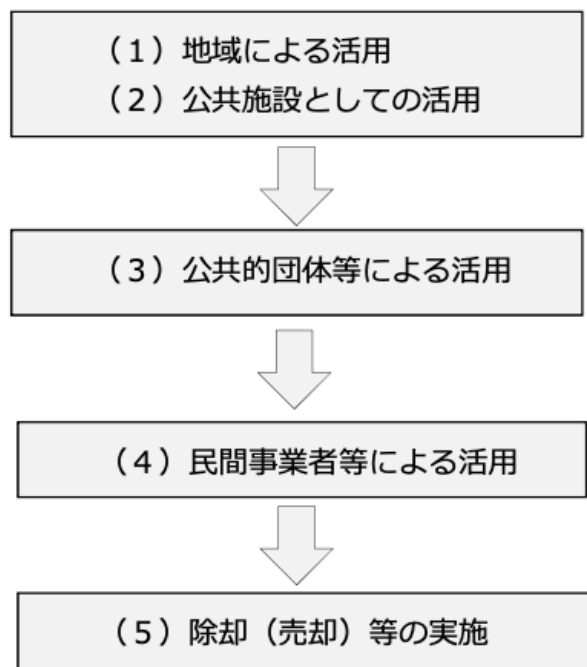 （１）地域による活用
（２）公共施設としての活用
（３）公共的団体等による活用
（４）民間事業者等による活用
（５）除却（売却）等の実施